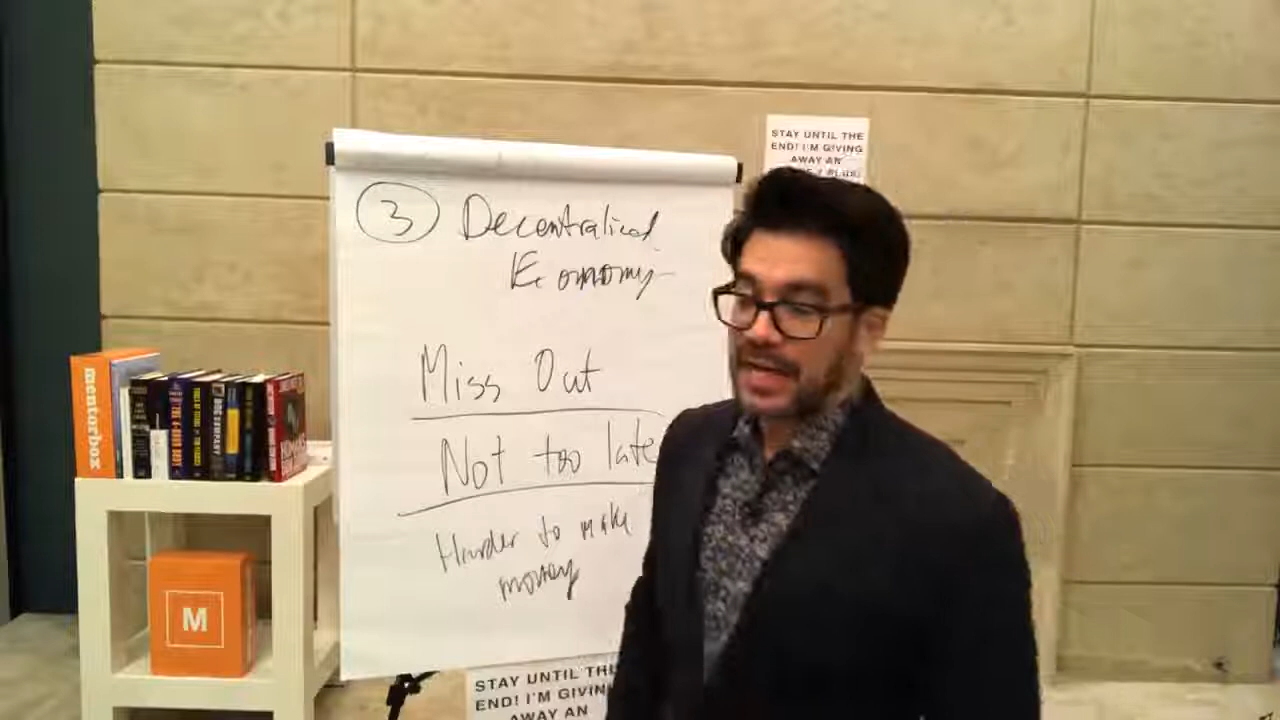 STAY UNTIL THE
END! I'M GIVING
AWAY AN
3 Decentralized
Economy
Miss Out
Not too late
Harder to make
money
mentorbox
M
STAY UNTIL THE
END! I'M GIVING
AWAY AN